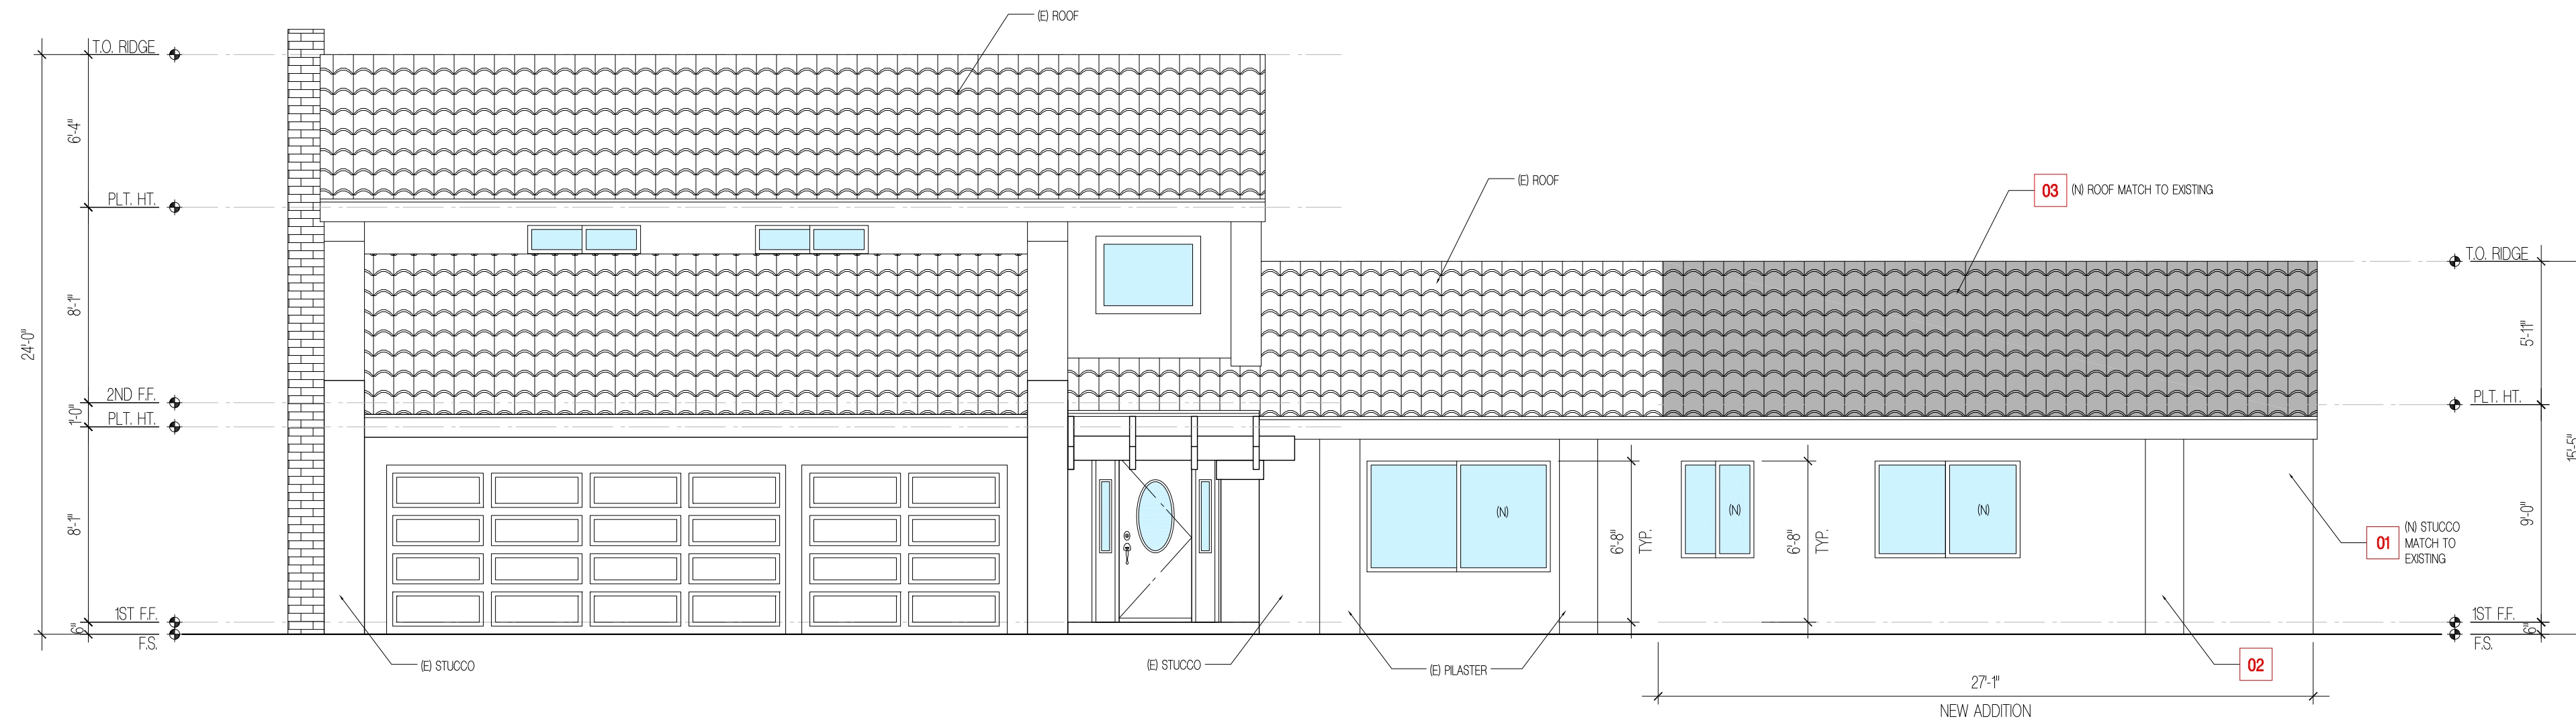 (E) ROOF
T.O. RIDGE
6'-4"
PLT. HT.
8'-1"
24'-0"
2ND F.F.
1'-0"
PLT. HT.
8'-1"
1ST F.F.
6"
F.S.
(E) STUCCO
(E) STUCCO
(E) PILASTER
(E) ROOF
03 (N) ROOF MATCH TO EXISTING
(N)
6'-8"
TYP.
(N)
6'-8"
TYP.
(N)
T.O. RIDGE
5'-11"
PLT. HT.
15'-5"
9'-0"
01
(N) STUCCO
MATCH TO
EXISTING
1ST F.F.
6"
F.S.
02
27'-1"
NEW ADDITION